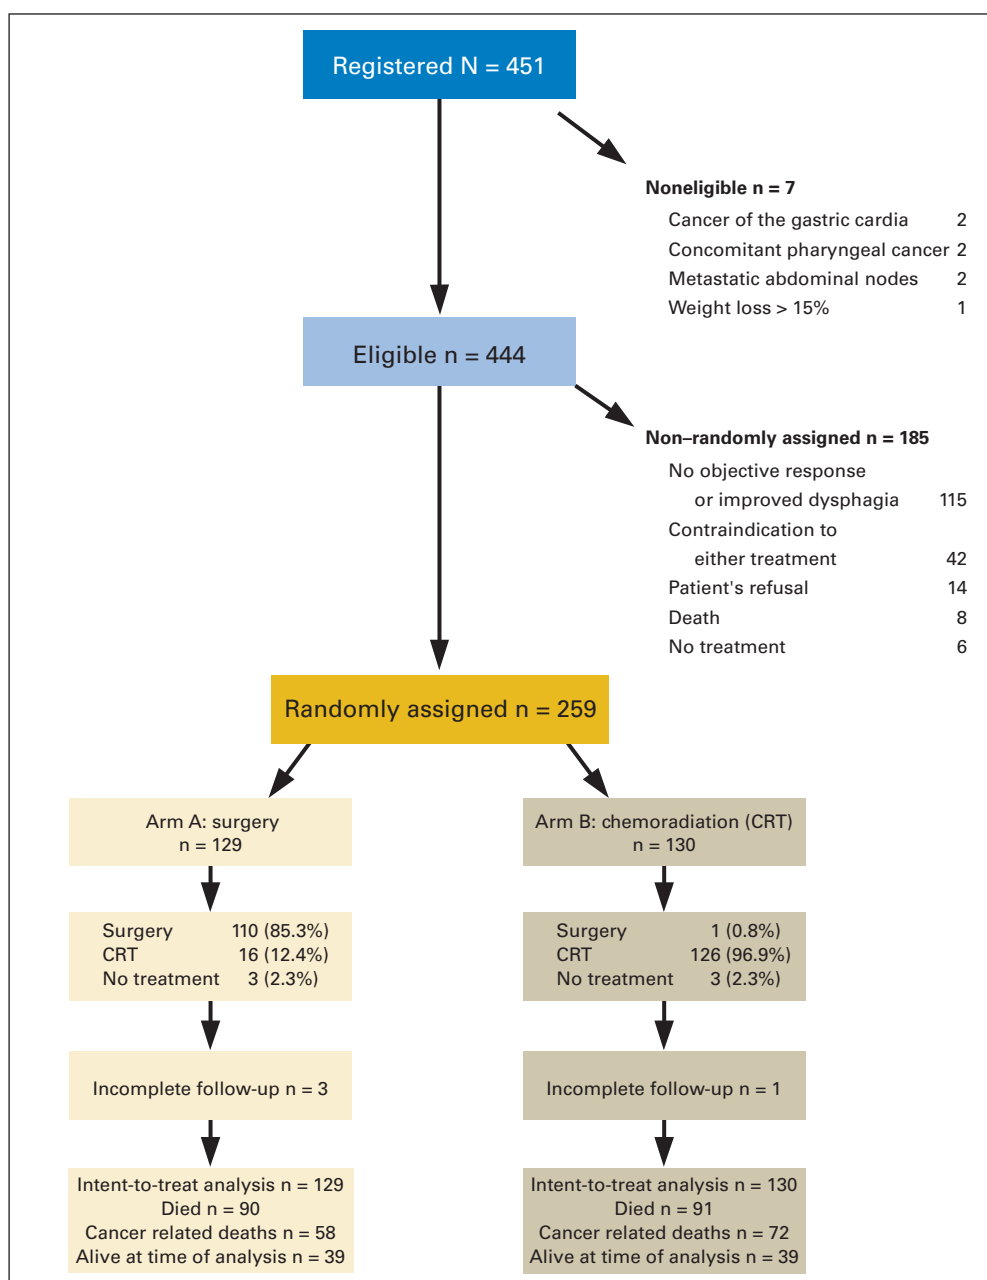 Registered N = 451
Noneligible n = 7
Cancer of the gastric cardia 2
Concomitant pharyngeal cancer 2
Metastatic abdominal nodes 2
Weight loss > 15% 1
Eligible n = 444
Non–randomly assigned n = 185
No objective response
or improved dysphagia 115
Contraindication to
either treatment 42
Patient's refusal 14
Death 8
No treatment 6
Randomly assigned n = 259
Arm A: surgery
n = 129
Surgery 110 (85.3%)
CRT 16 (12.4%)
No treatment 3 (2.3%)
Incomplete follow-up n = 3
Intent-to-treat analysis n = 129
Died n = 90
Cancer related deaths n = 58
Alive at time of analysis n = 39
Arm B: chemoradiation (CRT)
n = 130
Surgery 1 (0.8%)
CRT 126 (96.9%)
No treatment 3 (2.3%)
Incomplete follow-up n = 1
Intent-to-treat analysis n = 130
Died n = 91
Cancer related deaths n = 72
Alive at time of analysis n = 39